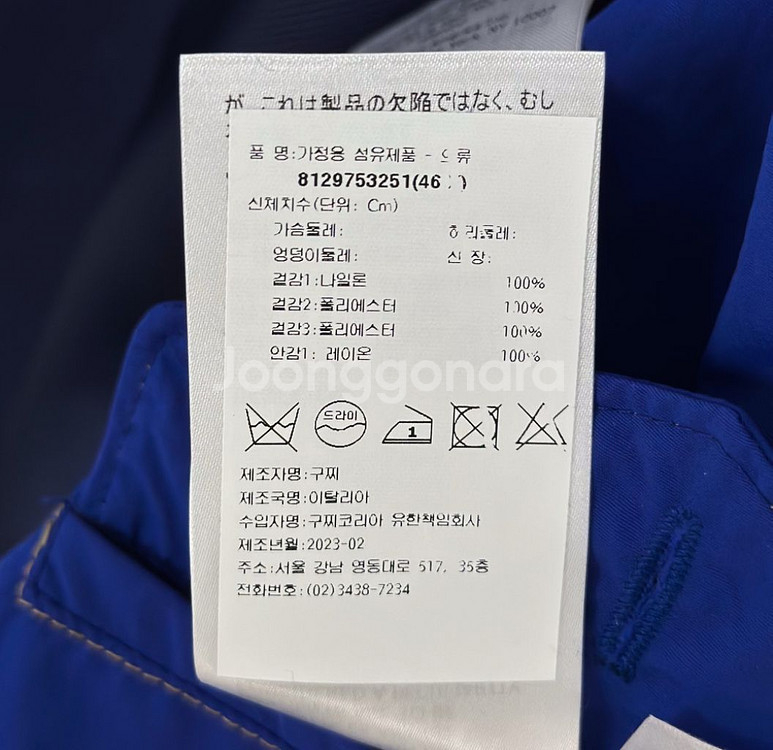 が これは製品の欠陥ではなく、むし
품 명:가정용 섬유제품 - 의류
8129753251(46
신체치수(단위: Cm)
가슴둘레: 허리둘레:
엉덩이둘레: 신 장:
겉감1:나일론 100%
겉감2:폴리에스터 100%
겉감3:폴리에스터 100%
안감1: 레이온 100%
Joonggonara
드라이
1
제조자명:구찌
제조국명:이탈리아
수입자명:구찌코리아 유한책임회사
제조년월:2023-02
주소:서울 강남 영동대로 517, 35층
전화번호:(02)3438-7234